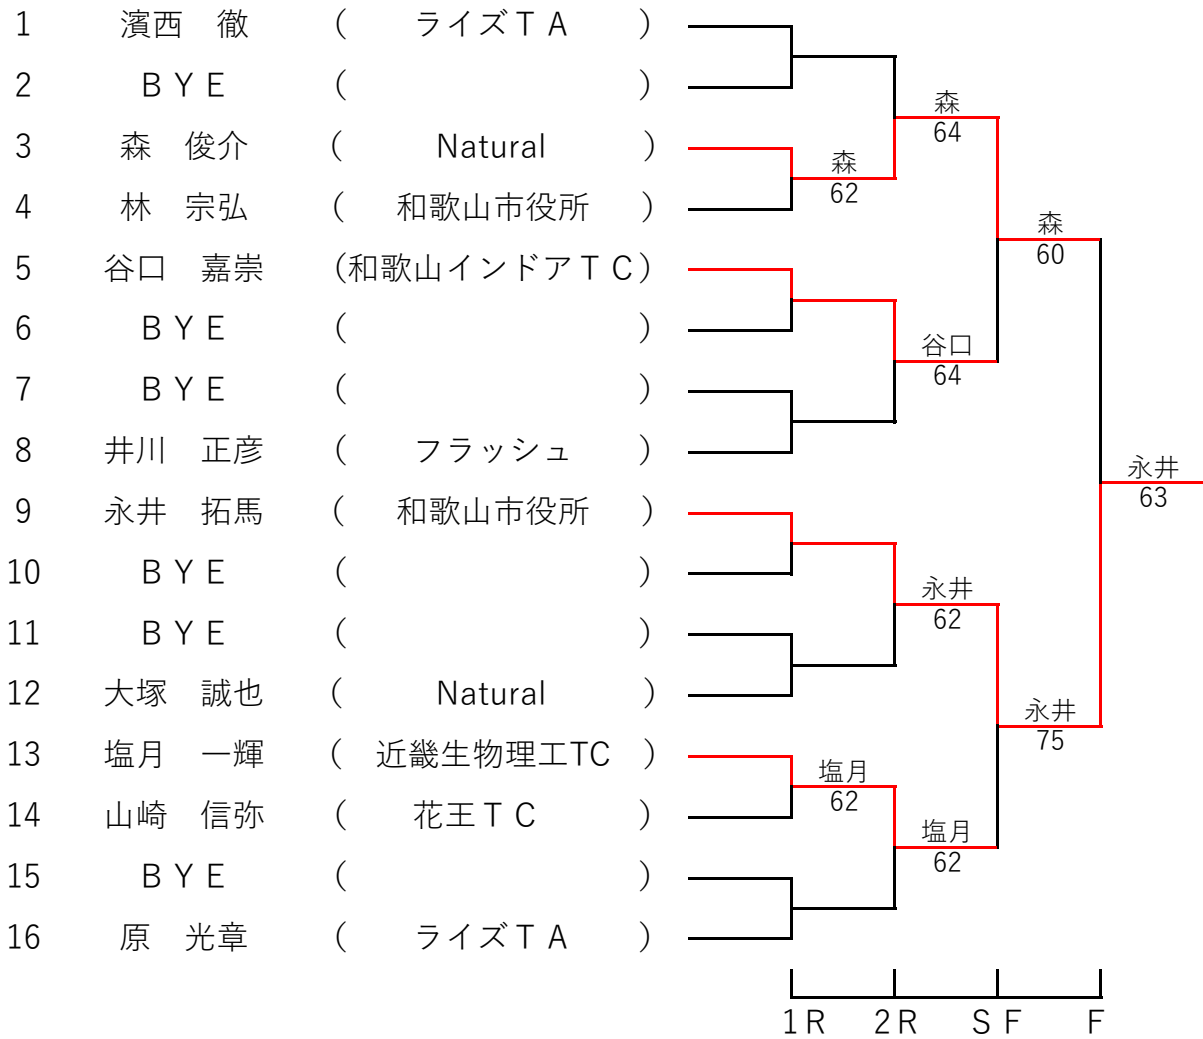 1 濱西 徹 ( ライズＴＡ )
2 ＢＹＥ ( )
森
64
3 森 俊介 ( Natural )
森
62
4 林 宗弘 ( 和歌山市役所 )
森
60
5 谷口 嘉崇 (和歌山インドアＴＣ)
6 ＢＹＥ ( )
谷口
64
7 ＢＹＥ ( )
8 井川 正彦 ( フラッシュ )
永井
63
9 永井 拓馬 ( 和歌山市役所 )
10 ＢＹＥ ( )
永井
62
11 ＢＹＥ ( )
12 大塚 誠也 ( Natural )
永井
75
13 塩月 一輝 ( 近畿生物理工TC )
塩月
62
14 山崎 信弥 ( 花王ＴＣ )
塩月
62
15 ＢＹＥ ( )
16 原 光章 ( ライズＴＡ )
1Ｒ 2Ｒ ＳＦ Ｆ